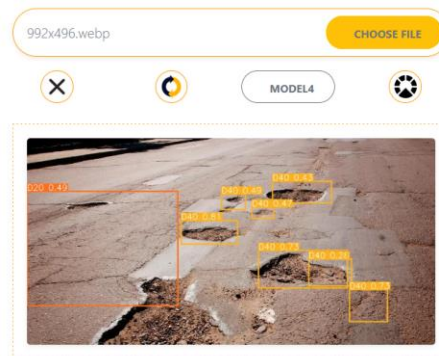 992x496.webp
CHOOSE FILE
MODEL4
D20 0.49
D40 0.43
D40 0.49
D40 0.47
D40 0.81
D40 0.73
D40 0.26
D40 0.73